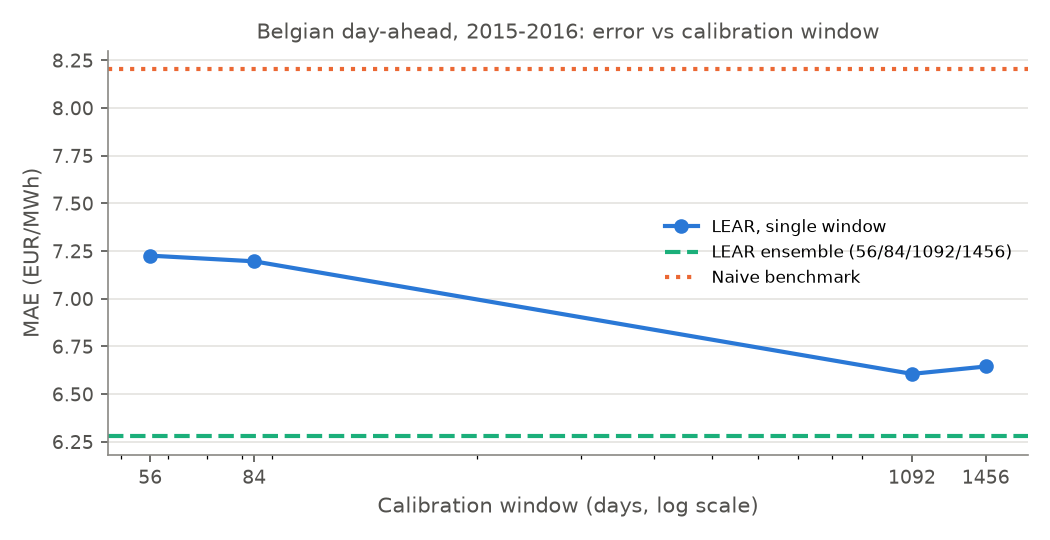 Belgian day-ahead, 2015-2016: error vs calibration window
MAE (EUR/MWh)
8.25
8.00
7.75
7.50
7.25
7.00
6.75
6.50
6.25
LEAR, single window
LEAR ensemble (56/84/1092/1456)
Naive benchmark
56 84 1092 1456
Calibration window (days, log scale)